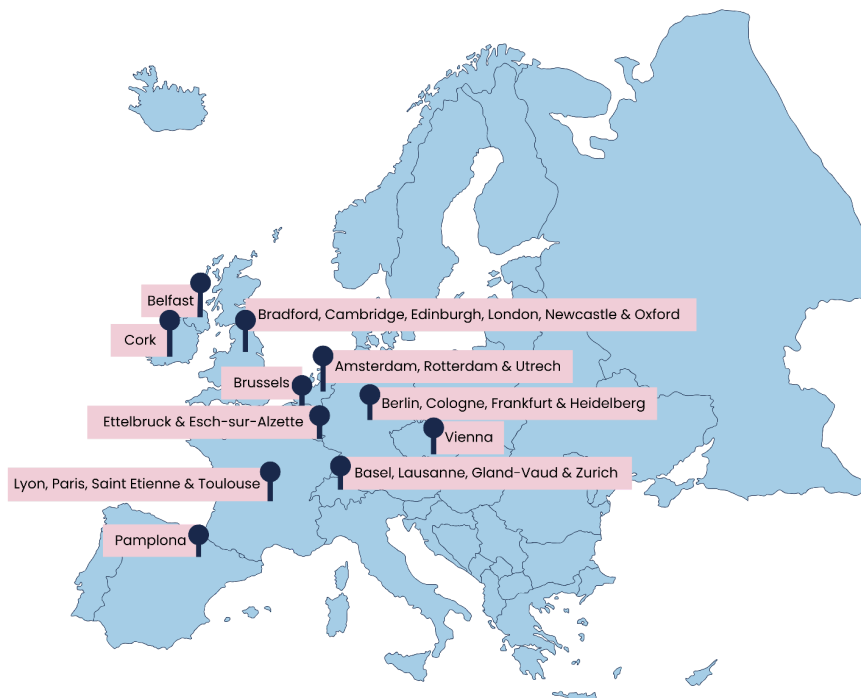 Belfast
Bradford, Cambridge, Edinburgh, London, Newcastle & Oxford
Cork
Amsterdam, Rotterdam & Utrech
Brussels
Berlin, Cologne, Frankfurt & Heidelberg
Ettelbruck & Esch-sur-Alzette
Vienna
Basel, Lausanne, Gland-Vaud & Zurich
Lyon, Paris, Saint Etienne & Toulouse
Pamplona